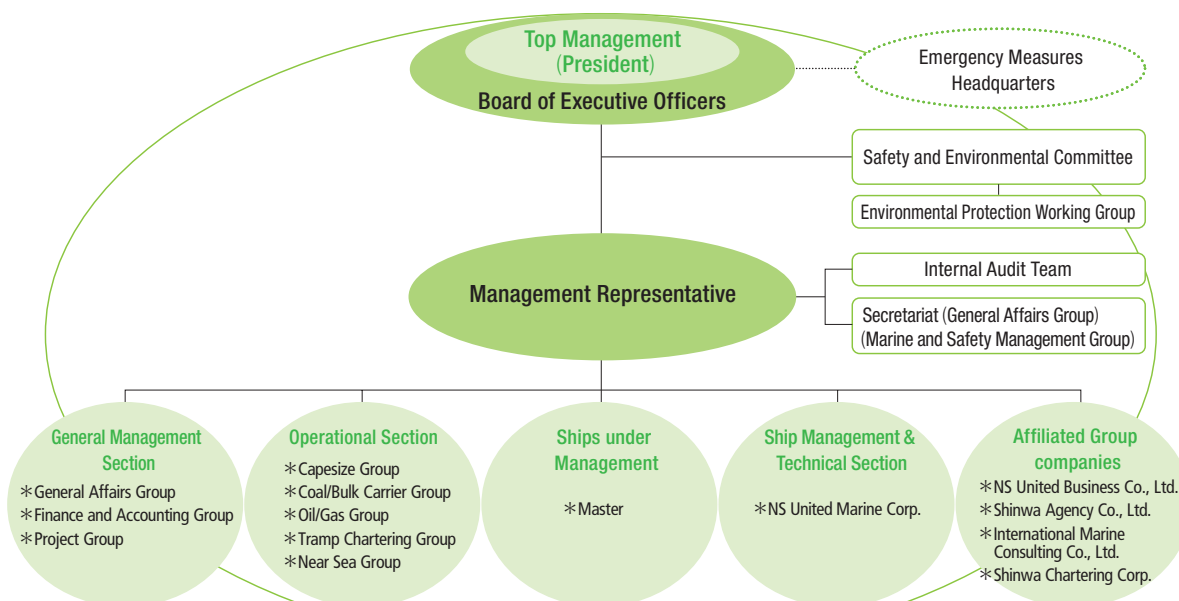 Top Management
(President)
Board of Executive Officers
Emergency Measures
Headquarters
Safety and Environmental Committee
Environmental Protection Working Group
Management Representative
Internal Audit Team
Secretariat (General Affairs Group)
(Marine and Safety Management Group)
General Management
Section
＊General Affairs Group
＊Finance and Accounting Group
＊Project Group
Operational Section
＊Capesize Group
＊Coal/Bulk Carrier Group
＊Oil/Gas Group
＊Tramp Chartering Group
＊Near Sea Group
Ships under
Management
＊Master
Ship Management &
Technical Section
＊NS United Marine Corp.
Affiliated Group
companies
＊NS United Business Co., Ltd.
＊Shinwa Agency Co., Ltd.
＊International Marine
Consulting Co., Ltd.
＊Shinwa Chartering Corp.